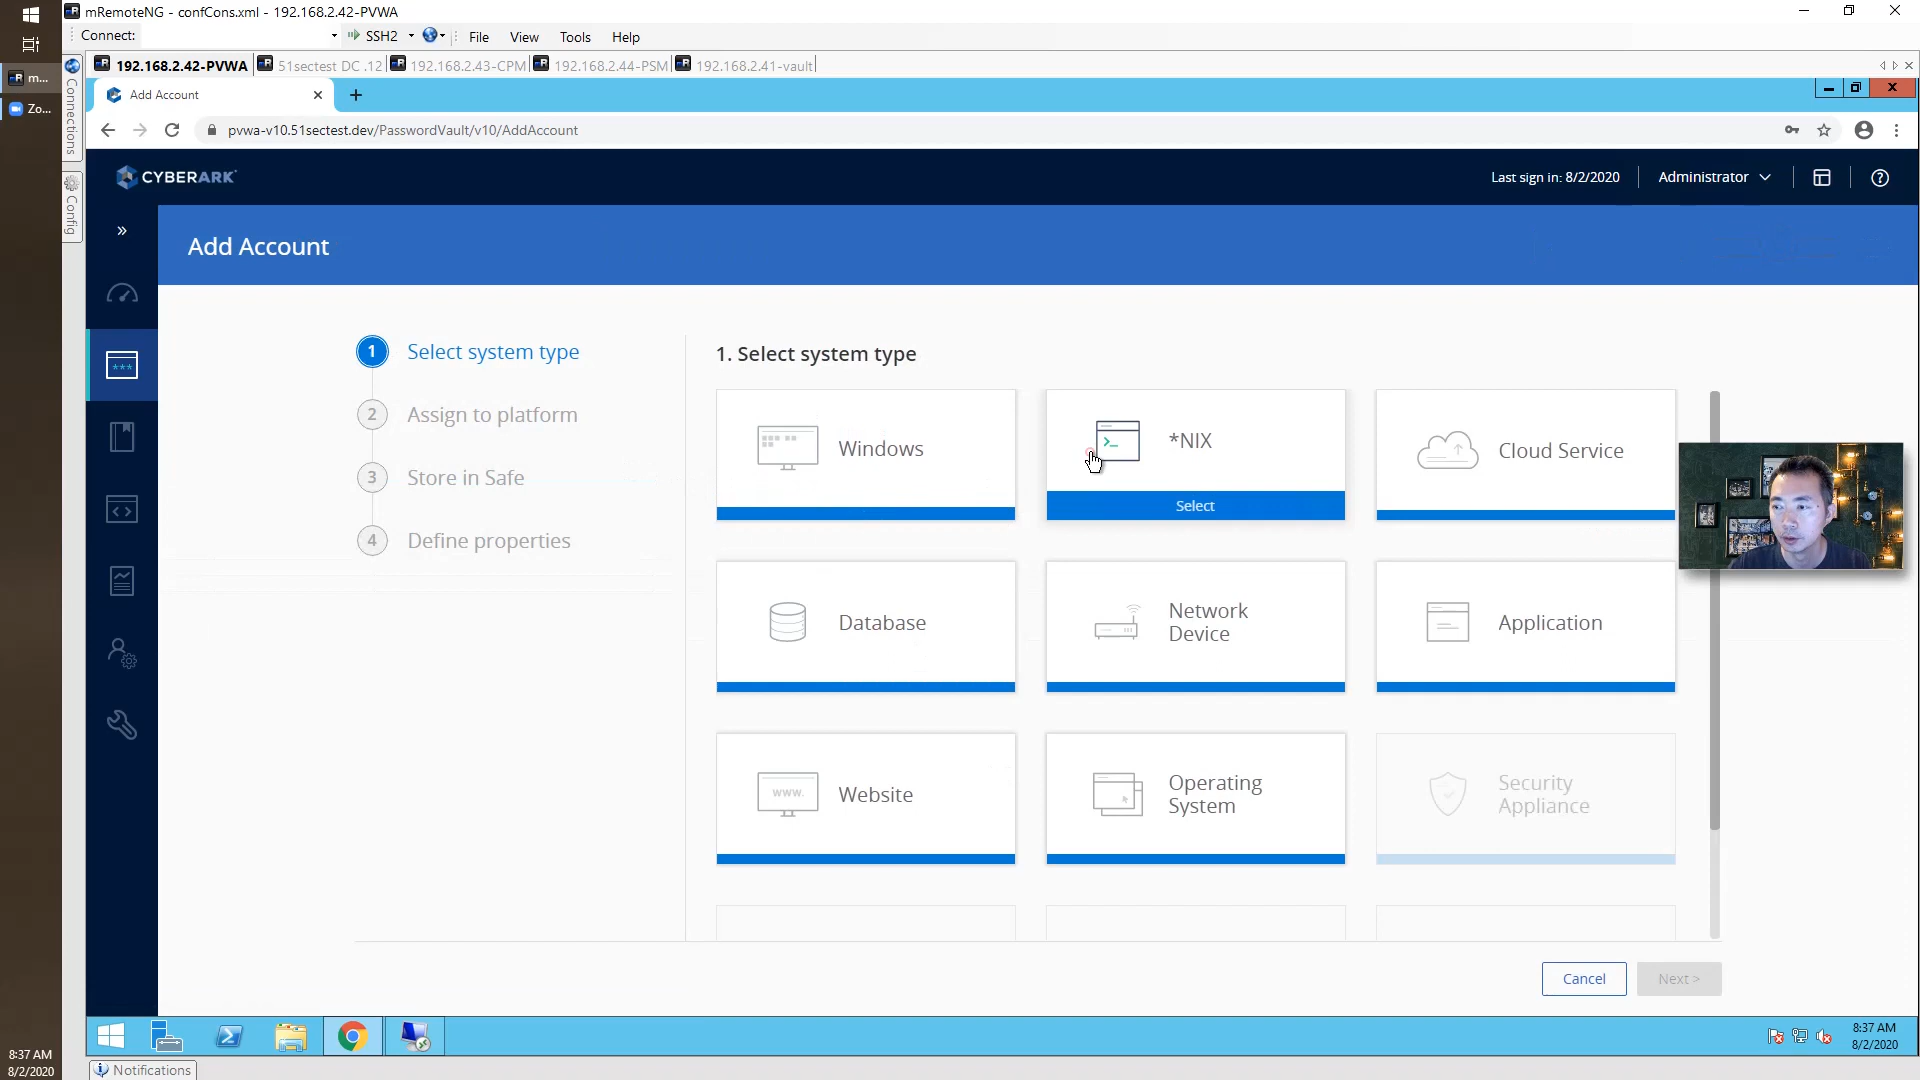 mRemoteNG - confCons.xml - 192.168.2.42-PVWA
Connect:
SSH2
File
View
Tools
Help
m...
Zo...
Connections
Config
192.168.2.42-PVWA
51sectest DC .12
192.168.2.43-CPM
192.168.2.44-PSM
192.168.2.41-vault
Add Account
pvwa-v10.51sectest.dev/PasswordVault/v10/AddAccount
CYBERARK
Last sign in: 8/2/2020
Administrator
Add Account
1 Select system type
2 Assign to platform
3 Store in Safe
4 Define properties
1. Select system type
Windows
*NIX
Select
Cloud Service
Database
Network
Device
Application
www.
Website
Operating
System
Security
Appliance
Cancel
Next >
8:37 AM
8/2/2020
8:37 AM
8/2/2020
Notifications